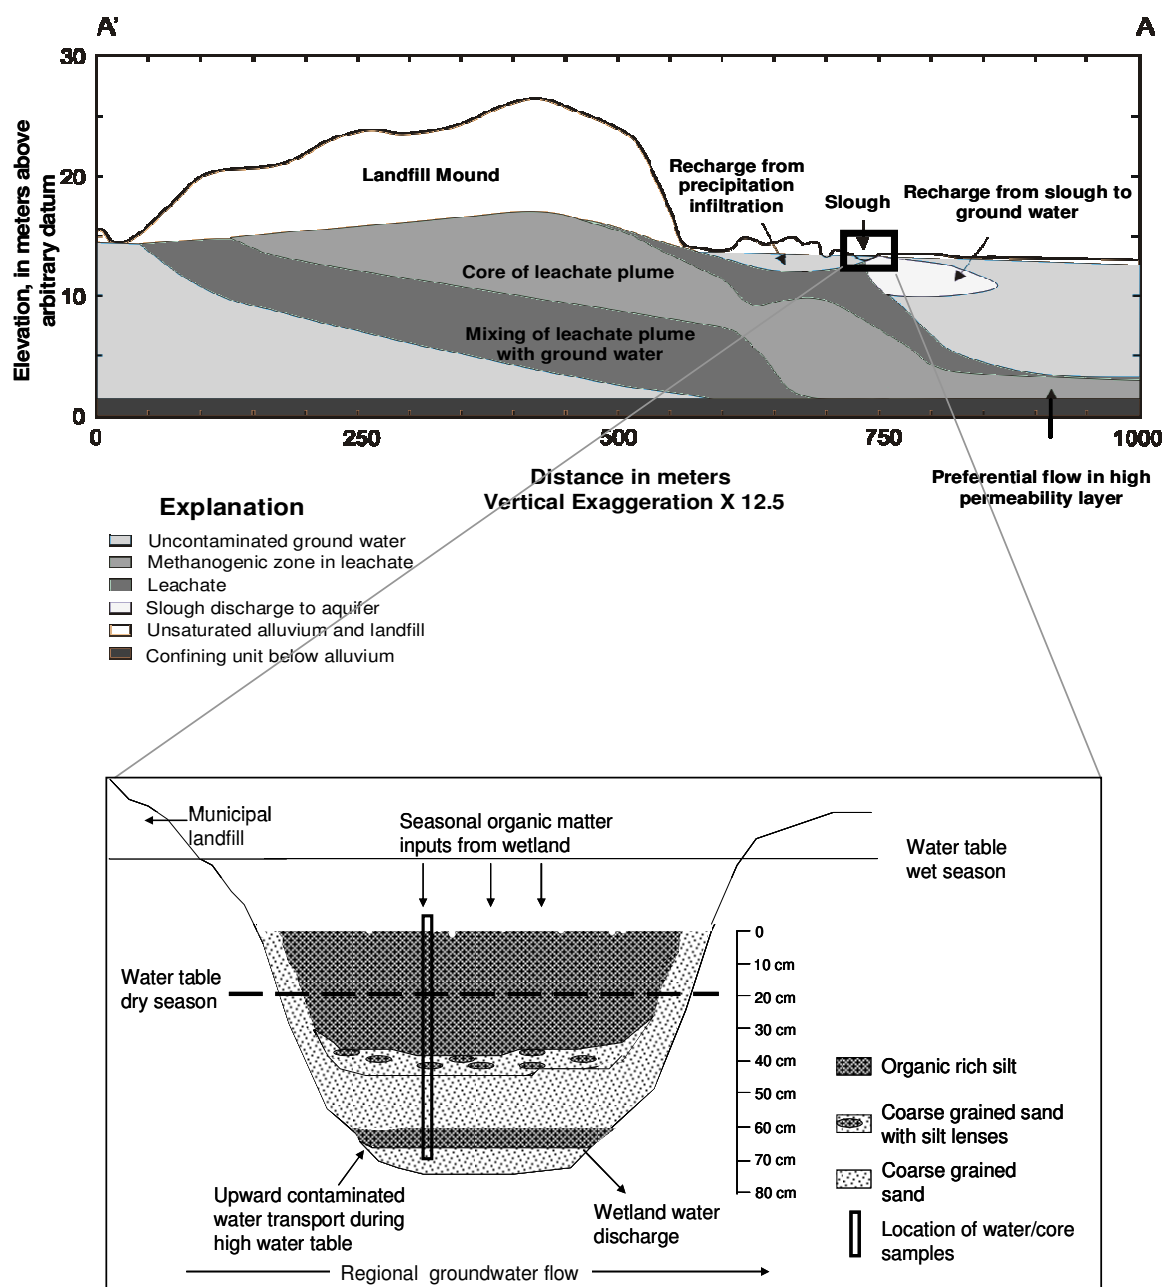 A'
A
30
20
10
0
Elevation, in meters above
arbitrary datum
Landfill Mound
Recharge from
precipitation
infiltration
Slough
Recharge from slough to
ground water
Core of leachate plume
Mixing of leachate plume
with ground water
0
250
500
750
1000
Distance in meters
Vertical Exaggeration X 12.5
Preferential flow in high
permeability layer
Explanation
Uncontaminated ground water
Methanogenic zone in leachate
Leachate
Slough discharge to aquifer
Unsaturated alluvium and landfill
Confining unit below alluvium
Municipal
landfill
Seasonal organic matter
inputs from wetland
Water table
wet season
Water table
dry season
0
10 cm
20 cm
30 cm
40 cm
50 cm
60 cm
70 cm
80 cm
Organic rich silt
Coarse grained sand
with silt lenses
Coarse grained
sand
Location of water/core
samples
Upward contaminated
water transport during
high water table
Wetland water
discharge
Regional groundwater flow